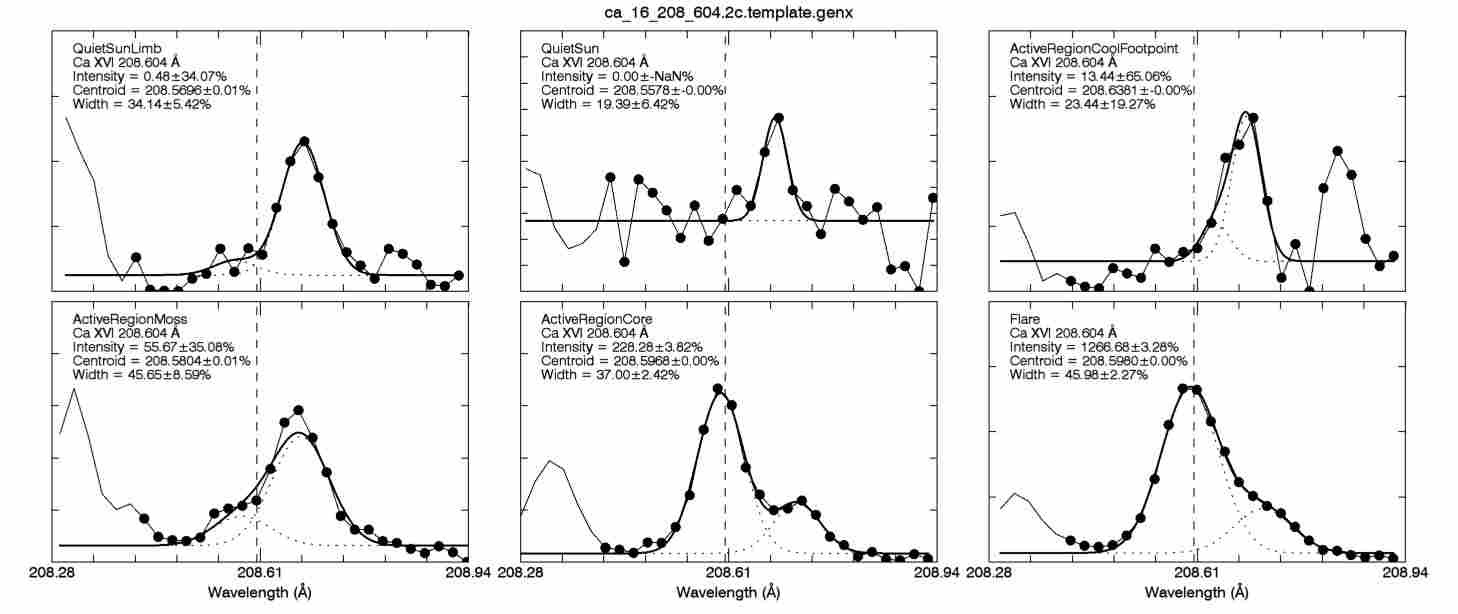 ca_16_208_604.2c.template.genx
QuietSunLimb
Ca XVI 208.604 Å
Intensity = 0.48±34.07%
Centroid = 208.5696±0.01%
Width = 34.14±5.42%
QuietSun
Ca XVI 208.604 Å
Intensity = 0.00±-NaN%
Centroid = 208.5578±-0.00%
Width = 19.39±6.42%
ActiveRegionCoolFootpoint
Ca XVI 208.604 Å
Intensity = 13.44±65.06%
Centroid = 208.6381±-0.00%
Width = 23.44±19.27%
ActiveRegionMoss
Ca XVI 208.604 Å
Intensity = 55.67±35.08%
Centroid = 208.5804±0.01%
Width = 45.65±8.59%
ActiveRegionCore
Ca XVI 208.604 Å
Intensity = 228.28±3.82%
Centroid = 208.5968±0.00%
Width = 37.00±2.42%
Flare
Ca XVI 208.604 Å
Intensity = 1266.68±3.28%
Centroid = 208.5980±0.00%
Width = 45.98±2.27%
208.28 208.61 208.94
208.28 208.61 208.94
208.28 208.61 208.94
Wavelength (Å)
Wavelength (Å)
Wavelength (Å)